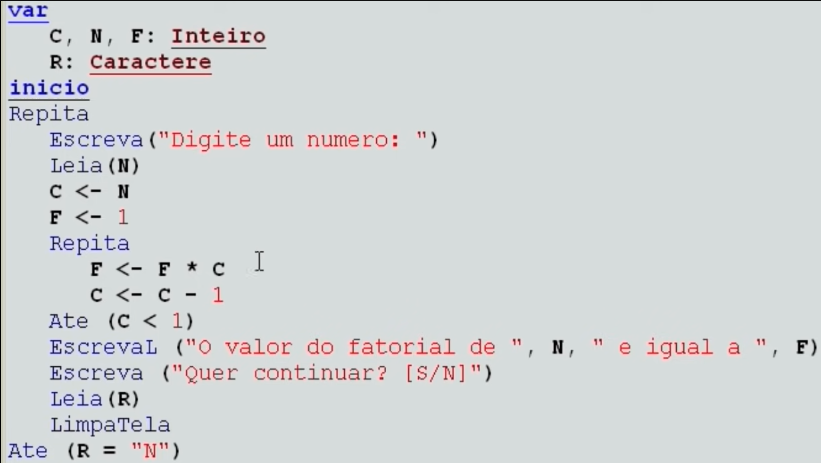 var
C, N, F: Inteiro
R: Caractere
inicio
Repita
Escreva("Digite um numero: ")
Leia(N)
C <- N
F <- 1
Repita
F <- F * C
C <- C - 1
Ate (C < 1)
EscrevaL ("O valor do fatorial de ", N, " e igual a ", F)
Escreva ("Quer continuar? [S/N]")
Leia(R)
LimpaTela
Ate (R = "N")